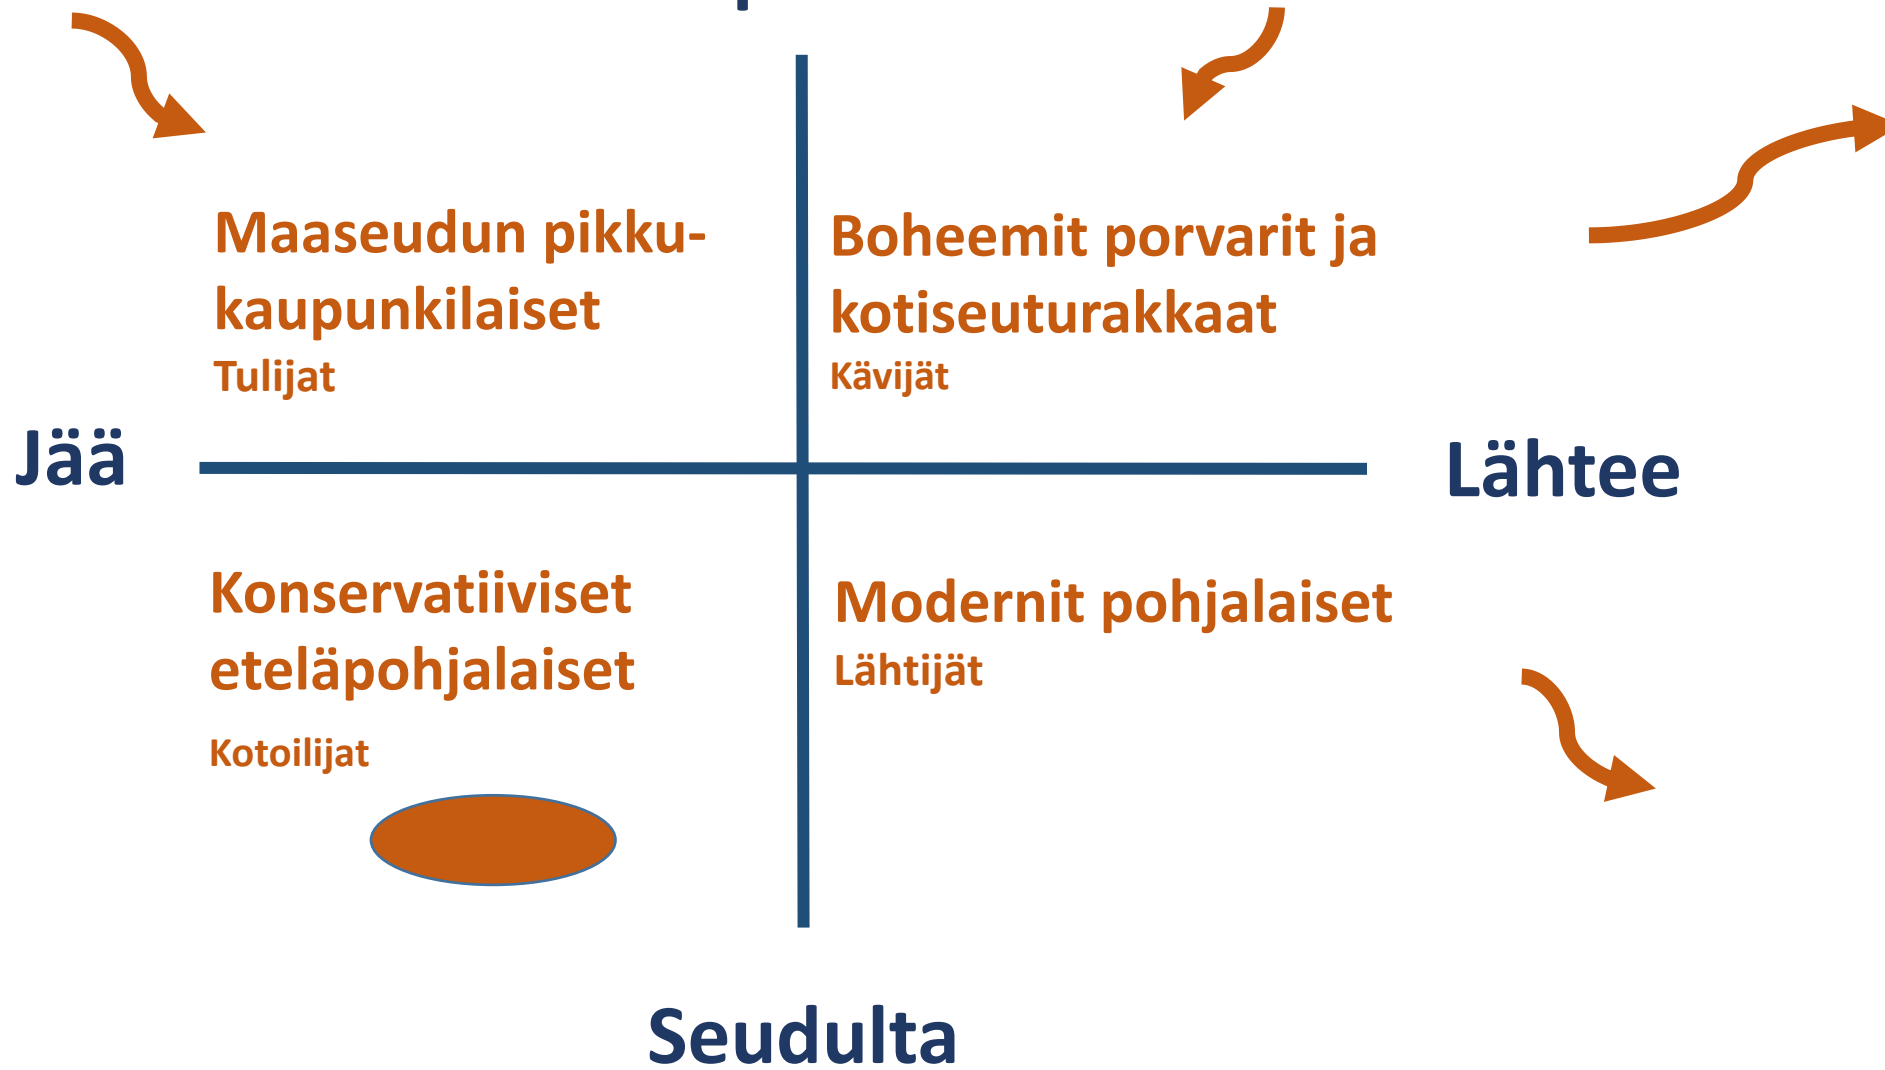 Maaseudun pikku-
kaupunkilaiset
Tulijat
Boheemit porvarit ja
kotiseuturakkaat
Kävijät
Jää
Lähtee
Konservatiiviset
eteläpohjalaiset
Kotoilijat
Modernit pohjalaiset
Lähtijät
Seudulta